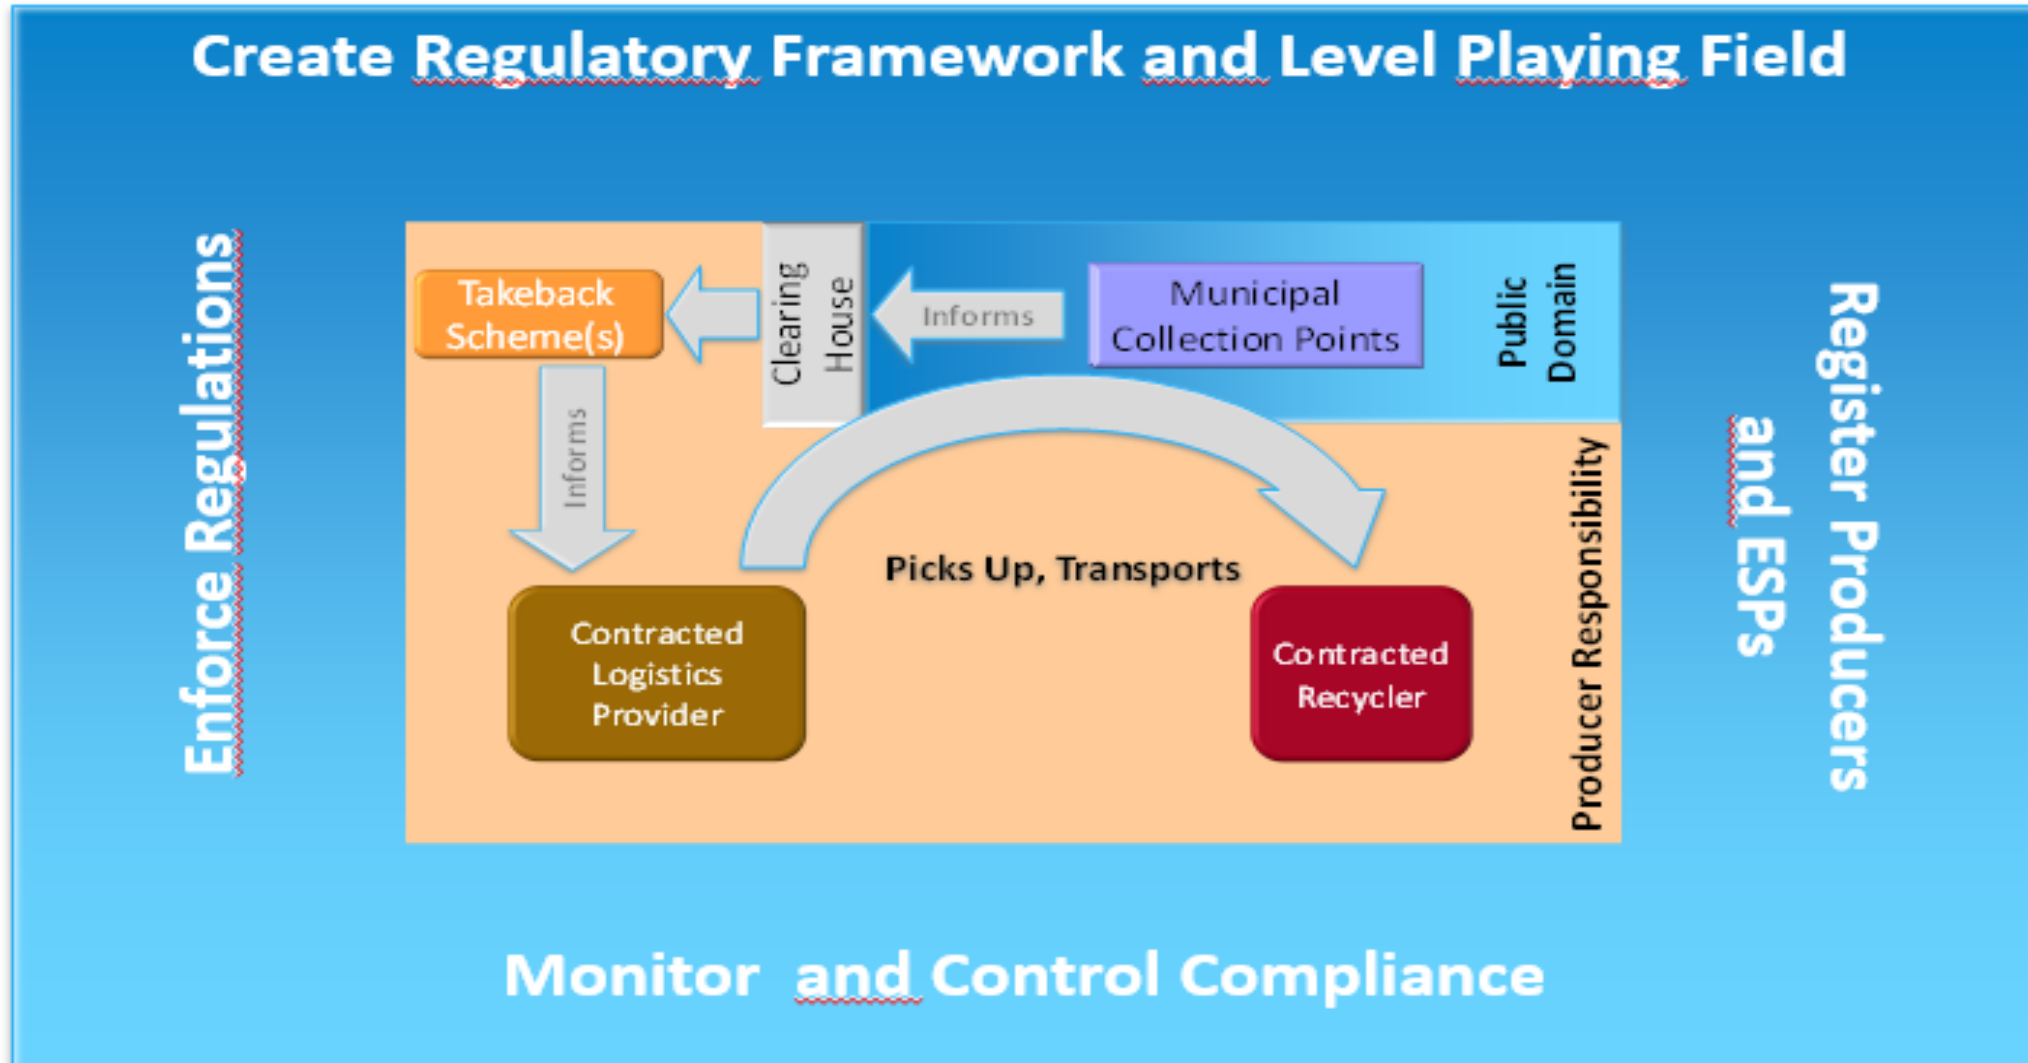 Create Regulatory Framework and Level Playing Field
Enforce Regulations
Takeback
Scheme(s)
Clearing
House
Informs
Municipal
Collection Points
Public
Domain
Register Producers
and ESPs
Informs
Picks Up, Transports
Producer Responsibility
Contracted
Logistics
Provider
Contracted
Recycler
Monitor and Control Compliance